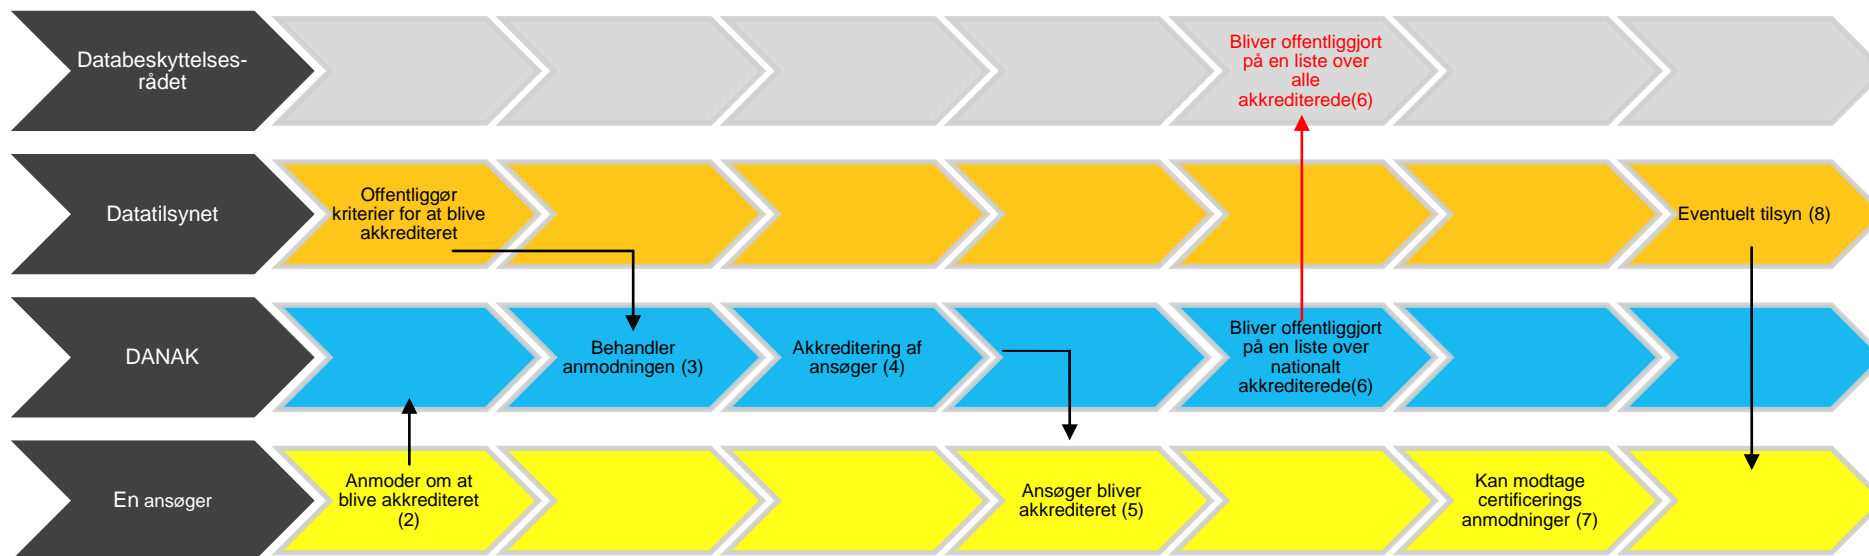 Databeskyttelses-
rådet
Bliver offentliggjort
på en liste over
alle
akkrediterede(6)
Datatilsynet
Offentliggør
kriterier for at blive
akkrediteret
Eventuelt tilsyn (8)
DANAK
Behandler
anmodningen (3)
Akkreditering af
ansøger (4)
Bliver offentliggjort
på en liste over
nationalt
akkrediterede(6)
En ansøger
Anmoder om at
blive akkrediteret
(2)
Ansøger bliver
akkrediteret (5)
Kan modtage
certificerings
anmodninger (7)